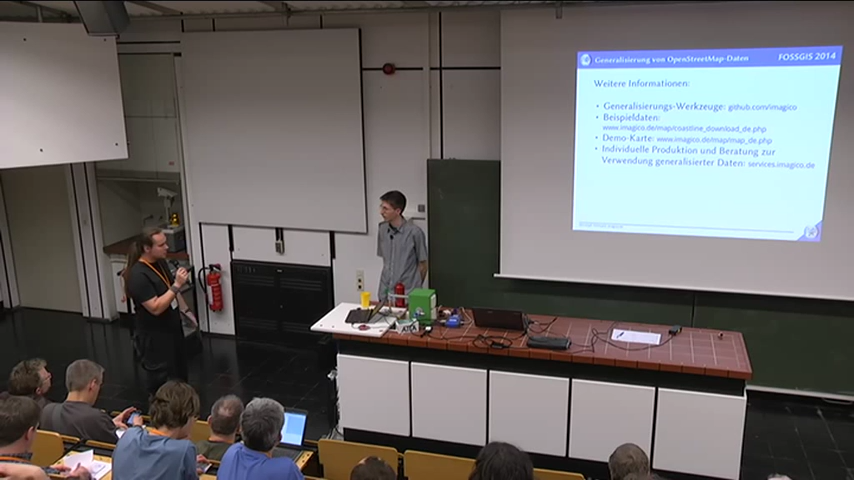 Generalisierung von OpenStreetMap-Daten
FOSSGIS 2014
Weitere Informationen:
• Generalisierungs-Werkzeuge: github.com/imagico
• Beispieldaten:
www.imagico.de/map/coastline_download_de.php
• Demo-Karte: www.imagico.de/map/map_de.php
• Individuelle Produktion und Beratung zur
Verwendung generalisierter Daten: services.imagico.de